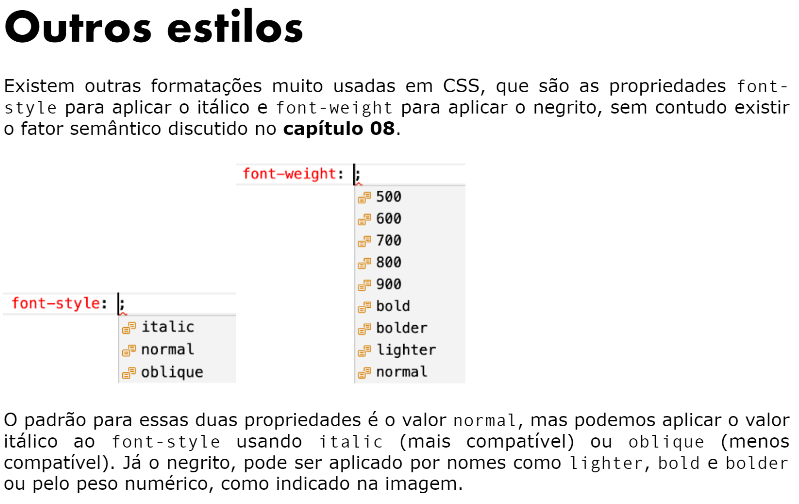 Outros estilos
Existem outras formatações muito usadas em CSS, que são as propriedades font-
style para aplicar o itálico e font-weight para aplicar o negrito, sem contudo existir
o fator semântico discutido no capítulo 08.
font-style: ;
italic
normal
oblique
font-weight: ;
500
600
700
800
900
bold
bolder
lighter
normal
O padrão para essas duas propriedades é o valor normal, mas podemos aplicar o valor
itálico ao font-style usando italic (mais compatível) ou oblique (menos
compatível). Já o negrito, pode ser aplicado por nomes como lighter, bold e bolder
ou pelo peso numérico, como indicado na imagem.